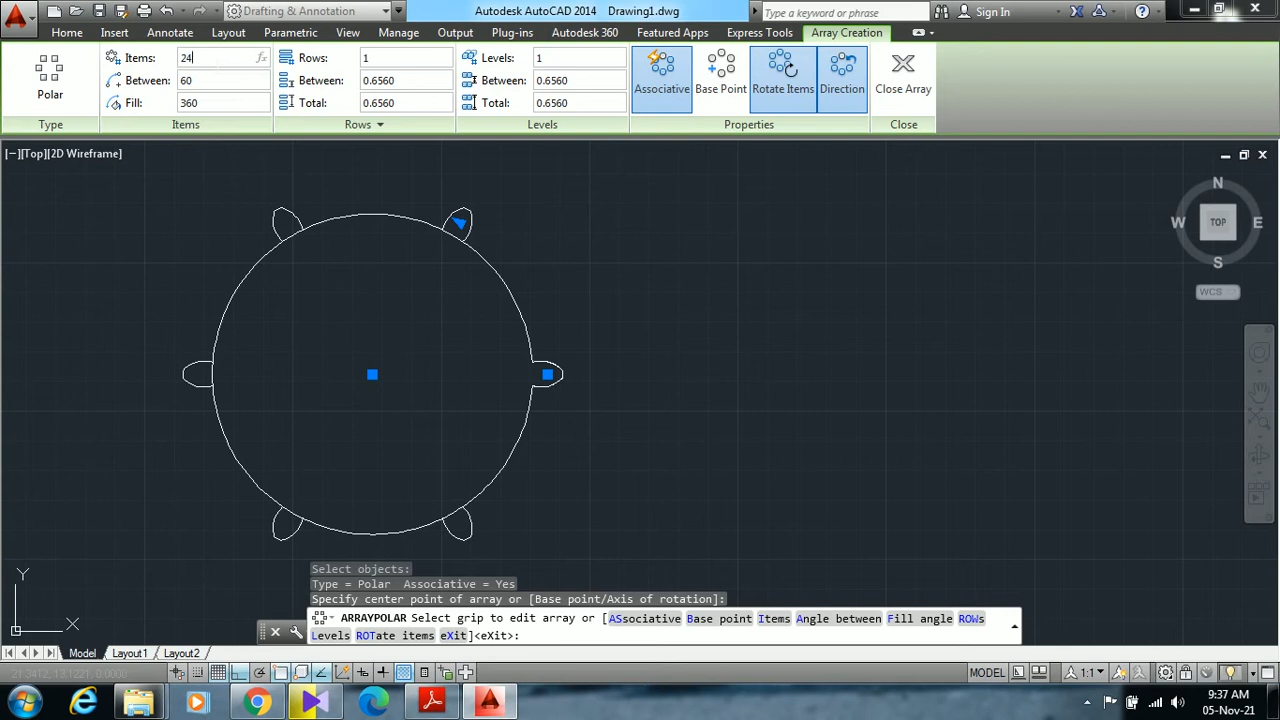 Drafting & Annotation
Autodesk AutoCAD 2014 Drawing1.dwg
Type a keyword or phrase
Sign In
Home Insert Annotate Layout Parametric View Manage Output Plug-ins Autodesk 360 Featured Apps Express Tools Array Creation
Items: 24 fx Rows: 1 Levels: 1
Between: 60 Between: 0.6560 Between: 0.6560
Fill: 360 Total: 0.6560 Total: 0.6560
Polar Associative Base Point Rotate Items Direction Close Array
Type Items Rows Levels Properties Close
[−][Top][2D Wireframe]
N
W TOP E
S
WCS
Select objects:
Type = Polar Associative = Yes
Specify center point of array or [Base point/Axis of rotation]:
ARRAYPOLAR Select grip to edit array or [ASsociative Base point Items Angle between Fill angle ROWs
Levels ROTate items eXit]<eXit>:
Y
X
Model Layout1 Layout2
MODEL 1:1
9:37 AM
05-Nov-21